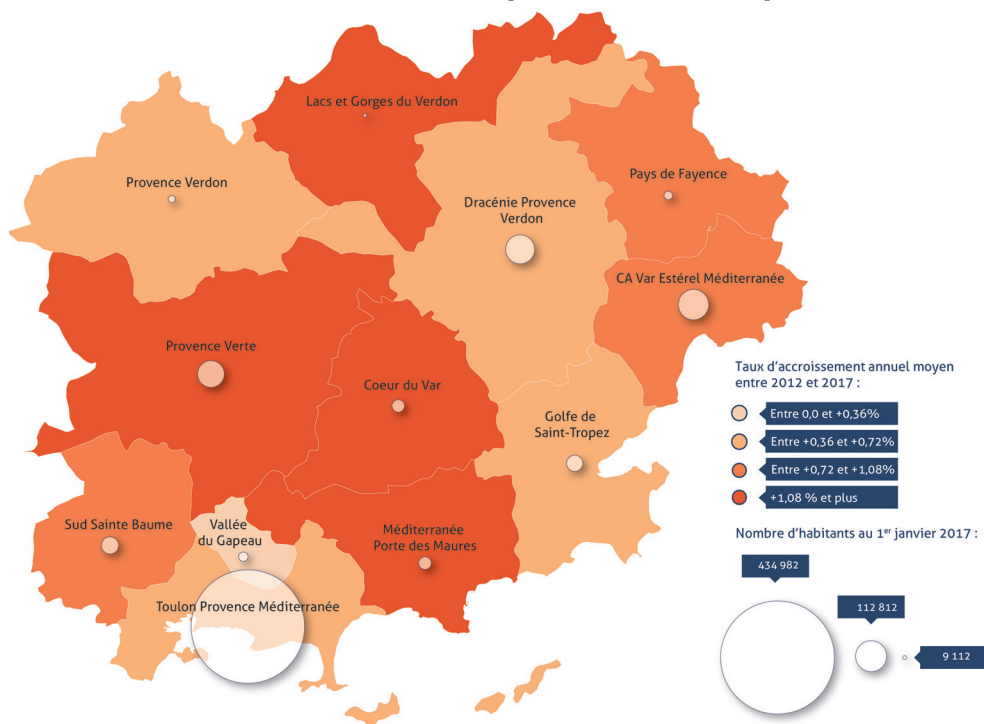 Lacs et Gorges du Verdon
Provence Verdon
Pays de Fayence
Dracénie Provence
Verdon
CA Var Estérel Méditerranée
Provence Verte
Coeur du Var
Golfe de
Saint-Tropez
Sud Sainte Baume
Vallée
du Gapeau
Méditerranée
Porte des Maures
Toulon Provence Méditerranée
Taux d'accroissement annuel moyen
entre 2012 et 2017 :
Entre 0,0 et +0,36%
Entre +0,36 et +0,72%
Entre +0,72 et +1,08%
+1,08 % et plus
Nombre d'habitants au 1er janvier 2017 :
434 982
112 812
9 112